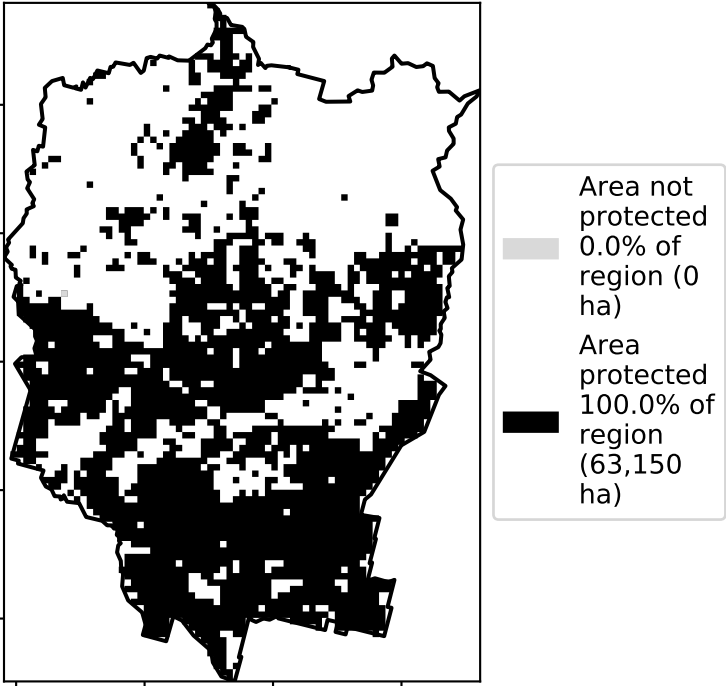 Area not
protected
0.0% of
region (0
ha)
Area
protected
100.0% of
region
(63,150
ha)